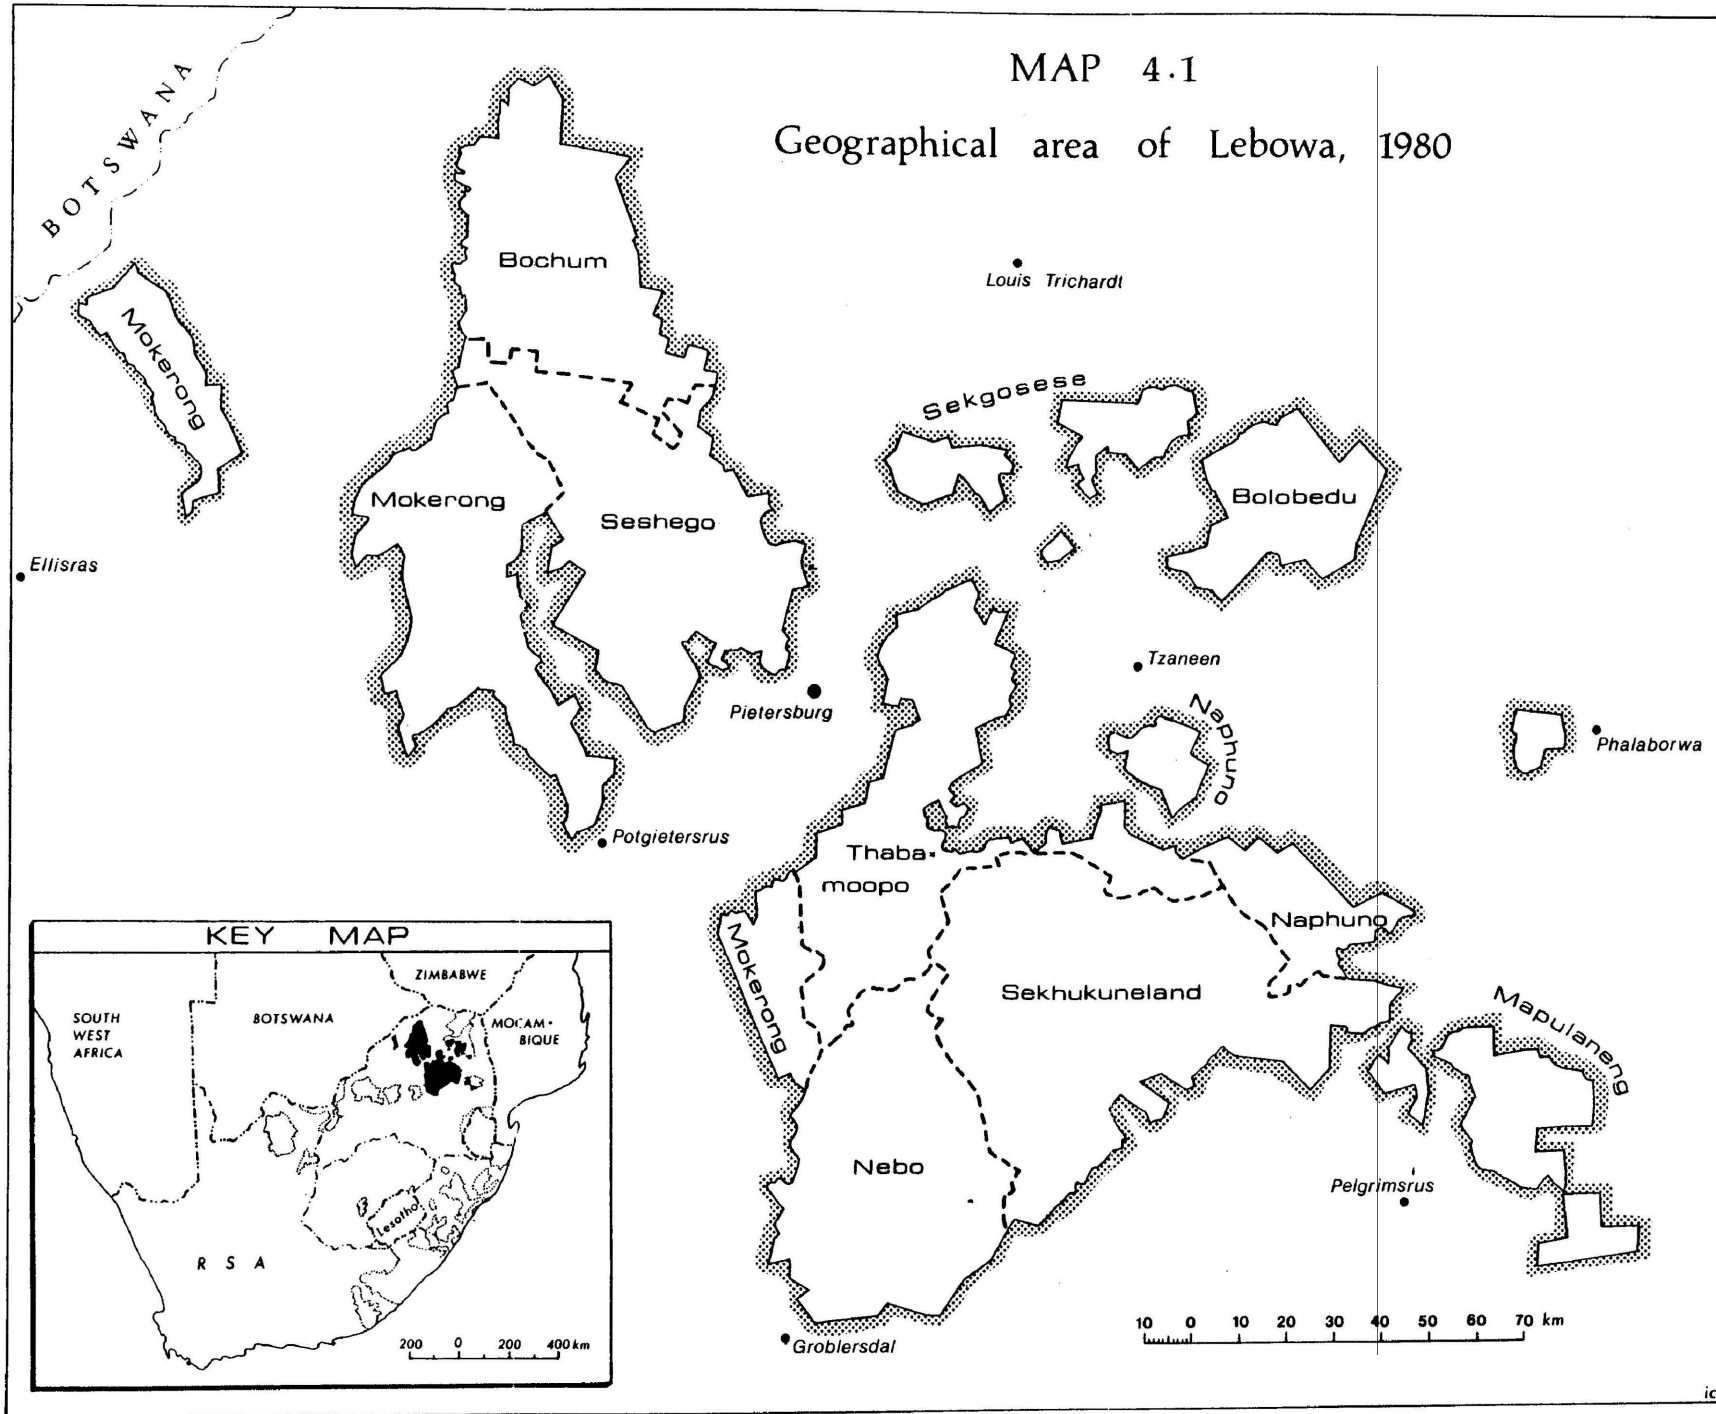 MAP 4.1
Geographical area of Lebowa, 1980
BOTSWANA
Bochum
Louis Trichardt
Mokerong
Sekgosese
Mokerong
Seshego
Bolobedu
Ellisras
Tzaneen
Pietersburg
Naphuno
Phalaborwa
Potgietersrus
Thaba-
moopo
Naphuno
Mokerong
Sekhukuneland
Mapulaneng
Nebo
Pelgrimsrus
Groblersdal
10 0 10 20 30 40 50 60 70 km
KEY MAP
ZIMBABWE
SOUTH
WEST
AFRICA
BOTSWANA
MOCAM-
BIQUE
Lesotho
RSA
200 0 200 400 km